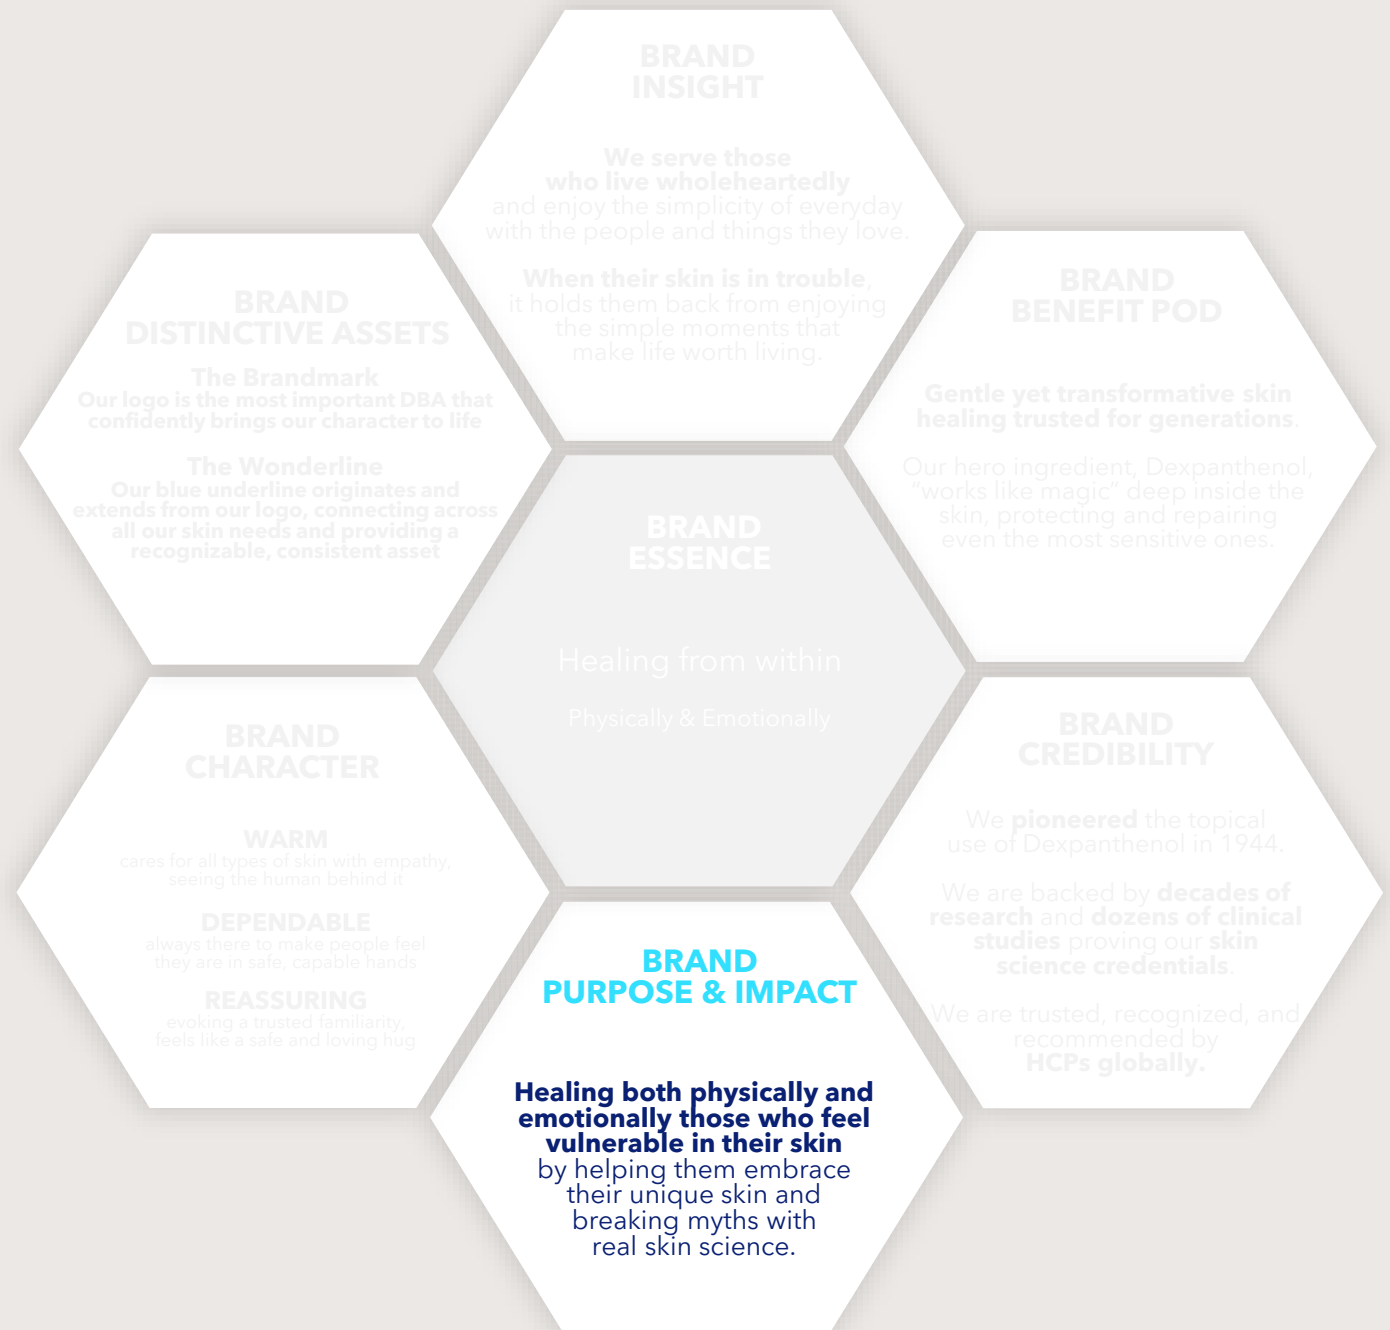 BRAND
INSIGHT
We serve those
who live wholeheartedly
and enjoy the simplicity of everyday
with the people and things they love.
When their skin is in trouble,
it holds them back from enjoying
the simple moments that
make life worth living.
BRAND
DISTINCTIVE ASSETS
The Brandmark
Our logo is the most important DBA that
confidently brings our character to life
The Wonderline
Our blue underline originates and
extends from our logo, connecting across
all our skin needs and providing a
recognizable, consistent asset
BRAND
BENEFIT POD
Gentle yet transformative skin
healing trusted for generations.
Our hero ingredient, Dexpanthenol,
“works like magic” deep inside the
skin, protecting and repairing
even the most sensitive ones.
BRAND
ESSENCE
Healing from within
Physically & Emotionally
BRAND
CHARACTER
WARM
cares for all types of skin with empathy,
seeing the human behind it
DEPENDABLE
always there to make people feel
they are in safe, capable hands
REASSURING
evoking a trusted familiarity,
feels like a safe and loving hug
BRAND
CREDIBILITY
We pioneered the topical
use of Dexpanthenol in 1944.
We are backed by decades of
research and dozens of clinical
studies proving our skin
science credentials.
We are trusted, recognized, and
recommended by
HCPs globally.
BRAND
PURPOSE & IMPACT
Healing both physically and
emotionally those who feel
vulnerable in their skin
by helping them embrace
their unique skin and
breaking myths with
real skin science.